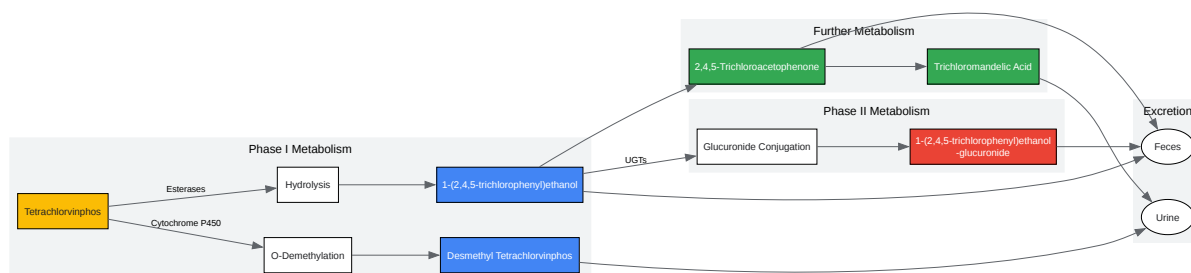 Further Metabolism
2,4,5-Trichloroacetophenone
Trichloromandelic Acid
Phase II Metabolism
Excretion
UGTs
Glucuronide Conjugation
1-(2,4,5-trichlorophenyl)ethanol
-glucuronide
Feces
Phase I Metabolism
Esterases
Hydrolysis
1-(2,4,5-trichlorophenyl)ethanol
Tetrachlorvinphos
Cytochrome P450
Urine
O-Demethylation
Desmethyl Tetrachlorvinphos